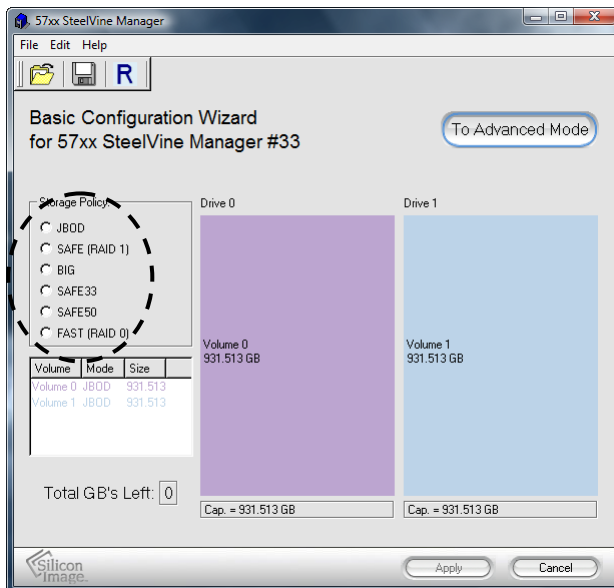 57xx SteelVine Manager
File Edit Help
R
Basic Configuration Wizard
for 57xx SteelVine Manager #33
To Advanced Mode
Storage Policy:
JBOD
SAFE (RAID 1)
BIG
SAFE33
SAFE50
FAST (RAID 0)
Volume Mode Size
Volume 0 JBOD 931.513
Volume 1 JBOD 931.513
Total GB's Left: 0
Drive 0
Volume 0
931.513 GB
Cap. = 931.513 GB
Drive 1
Volume 1
931.513 GB
Cap. = 931.513 GB
Silicon
Image.
Apply
Cancel